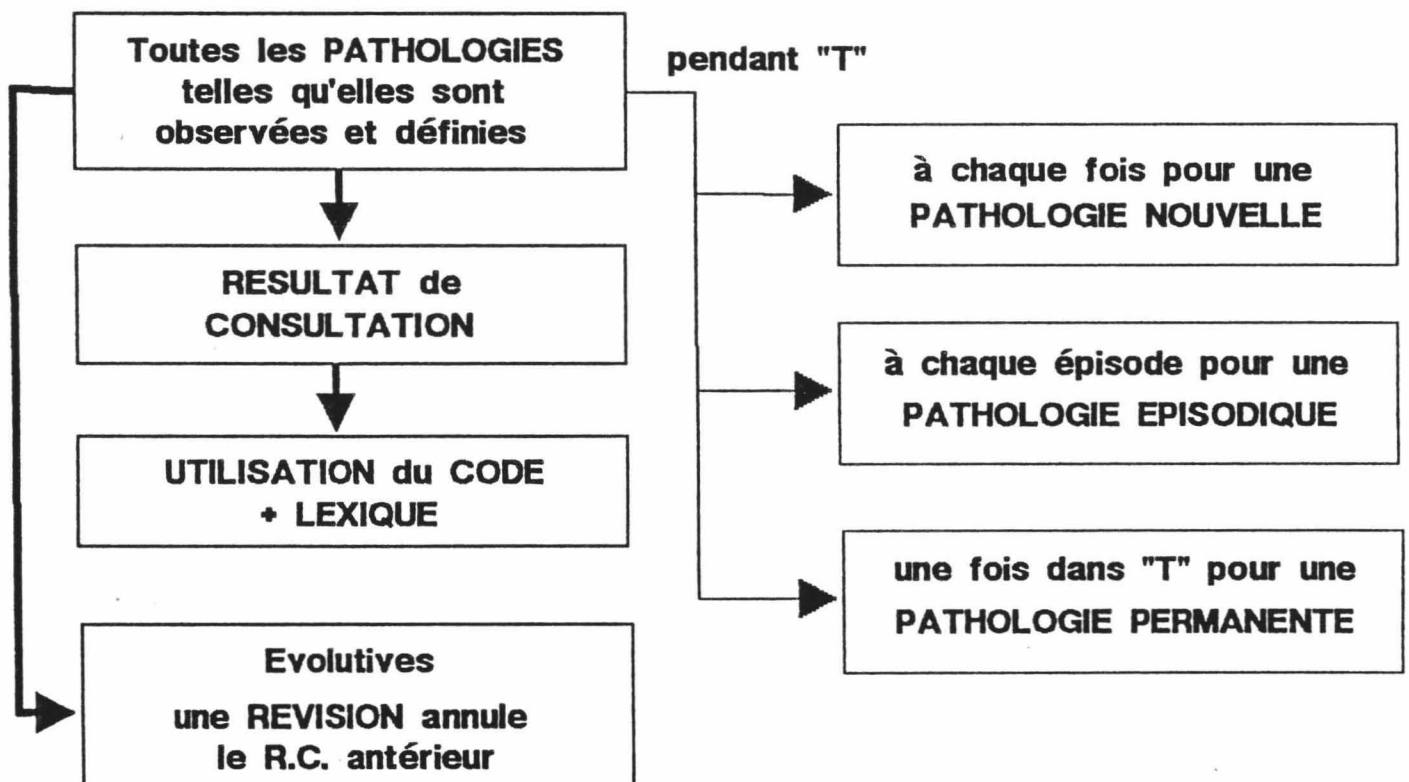 Toutes les PATHOLOGIES
telles qu'elles sont
observées et définies
pendant "T"
à chaque fois pour une
PATHOLOGIE NOUVELLE
RESULTAT de
CONSULTATION
à chaque épisode pour une
PATHOLOGIE EPISODIQUE
UTILISATION du CODE
+ LEXIQUE
une fois dans "T" pour une
PATHOLOGIE PERMANENTE
Evolutives
une REVISION annule
le R.C. antérieur